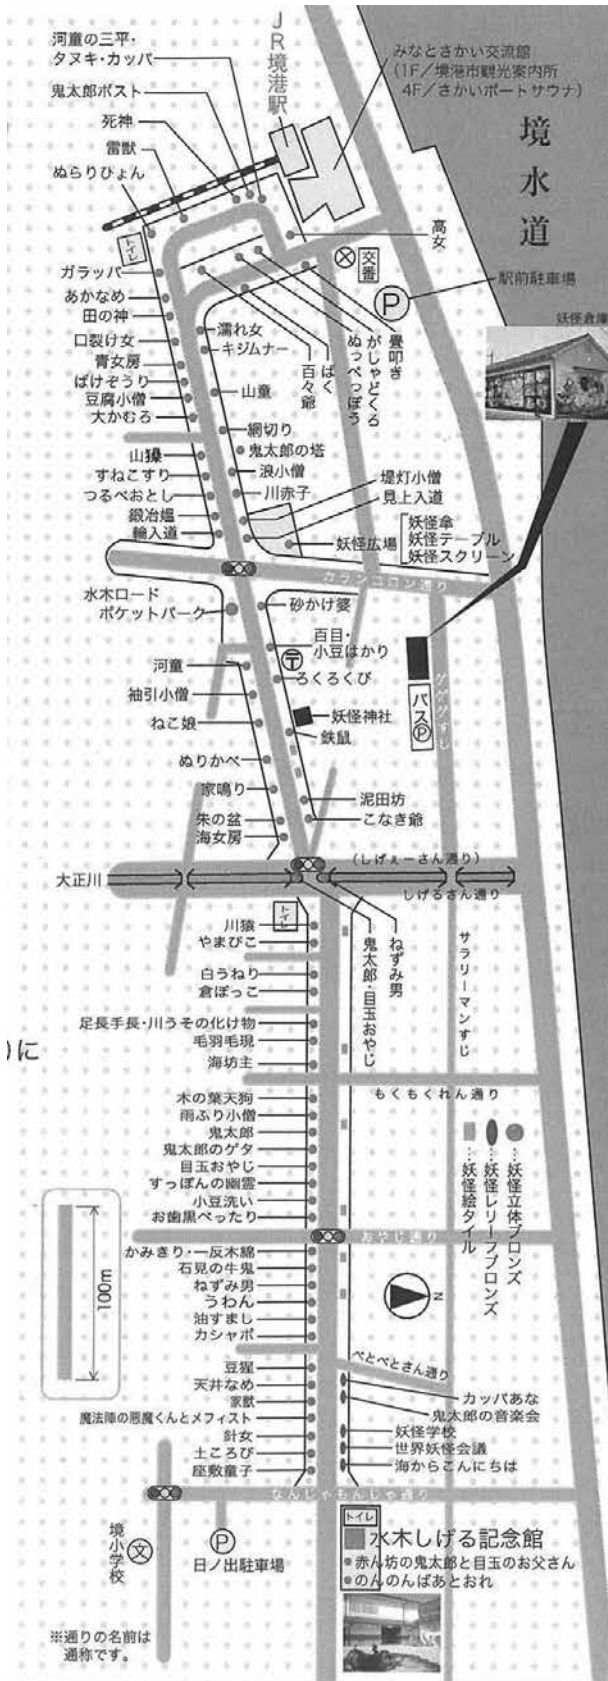 河童の三平・
タヌキ・カッパ
鬼太郎ポスト
死神
雷獣
ぬらりひょん
JR境港駅
みなとさかい交流館
(1F/境港市観光案内所
4F/さかいポートサウナ)
境水道
トイレ
高女
交番
P
駅前駐車場
妖怪倉庫
ガラッパ
あかなめ
田の神
口裂け女
青女房
ばけぞうり
豆腐小僧
大かむろ
濡れ女
キジムナー
百々爺
ばく
ぬっぺっぽう
がしゃどくろ
畳叩き
山童
網切り
鬼太郎の塔
浪小僧
川赤子
山𤢖
すねこすり
つるべおとし
鍛冶媼
輪入道
堤灯小僧
見上入道
妖怪広場
妖怪傘
妖怪テーブル
妖怪スクリーン
カランコロン通り
水木ロード
ポケットパーク
砂かけ婆
百目・
小豆はかり
〒
ろくろくび
河童
袖引小僧
ねこ娘
妖怪神社
鉄鼠
ぬりかべ
家鳴り
泥田坊
こなき爺
朱の盆
海女房
バスP
ゲゲゲすじ
(しげぇーさん通り)
大正川
しげるさん通り
トイレ
川猿
やまびこ
鬼太郎・目玉おやじ
ねずみ男
サラリーマンすじ
白うねり
倉ぼっこ
足長手長・川うその化け物
毛羽毛現
海坊主
りに
もくもくれん通り
木の葉天狗
雨ふり小僧
鬼太郎
鬼太郎のゲタ
目玉おやじ
すっぽんの幽霊
小豆洗い
お歯黒べったり
…妖怪絵タイル
…妖怪レリーフブロンズ
…妖怪立体ブロンズ
100m
おやじ通り
かみきり・一反木綿
石見の牛鬼
ねずみ男
うわん
油すまし
カシャボ
N
べとべとさん通り
豆狸
天井なめ
家獣
魔法陣の悪魔くんとメフィスト
針女
土ころび
座敷童子
カッパあな
鬼太郎の音楽会
妖怪学校
世界妖怪会議
海からこんにちは
なんじゃもんじゃ通り
境小学校
文
P
日ノ出駐車場
トイレ
水木しげる記念館
赤ん坊の鬼太郎と目玉のお父さん
のんのんばあとおれ
※通りの名前は
通称です。